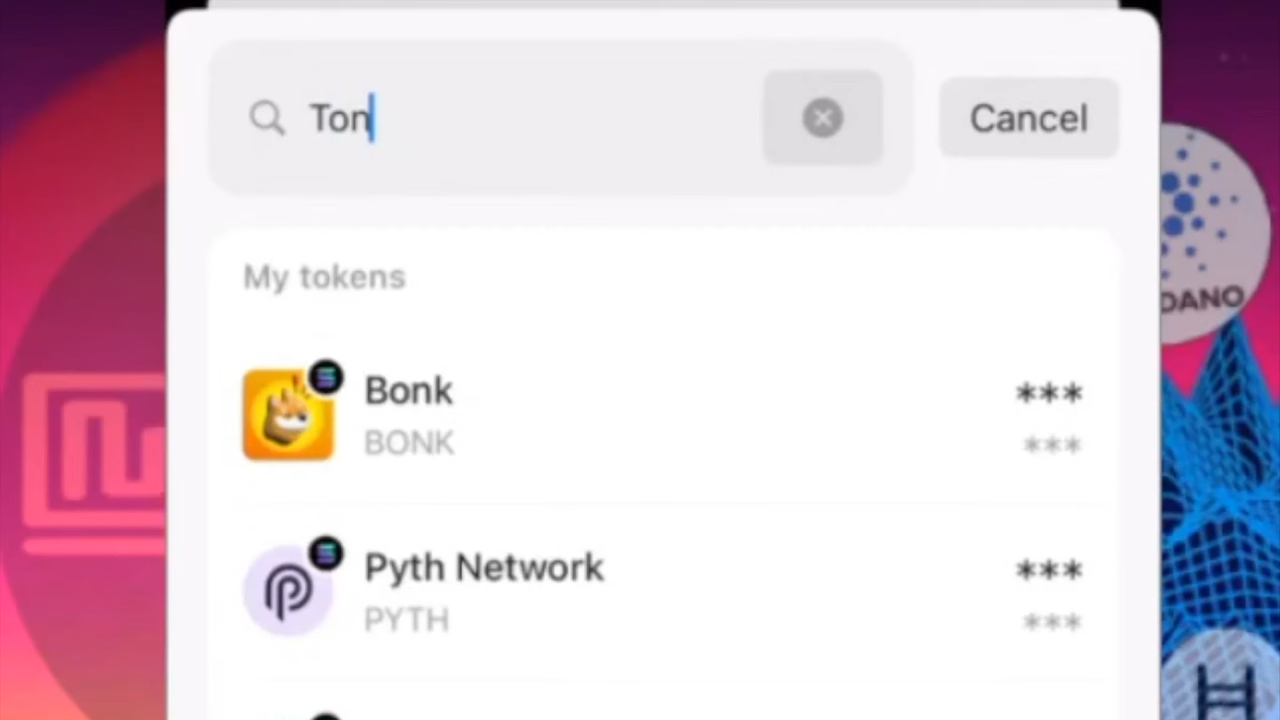 Ton
Cancel
My tokens
Bonk
***
BONK
***
Pyth Network
***
PYTH
***
DANO